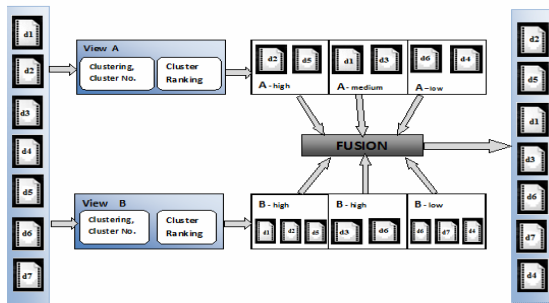 d1
d2
d3
d4
d5
d6
d7
View A
Clustering,
Cluster No.
Cluster
Ranking
d2
d5
A - high
d1
d3
A - medium
d6
d4
A - low
FUSION
View B
Clustering,
Cluster No.
Cluster
Ranking
B - high
d1
d2
d5
B - high
d3
d6
B - low
d6
d7
d4
d2
d5
d1
d3
d6
d7
d4